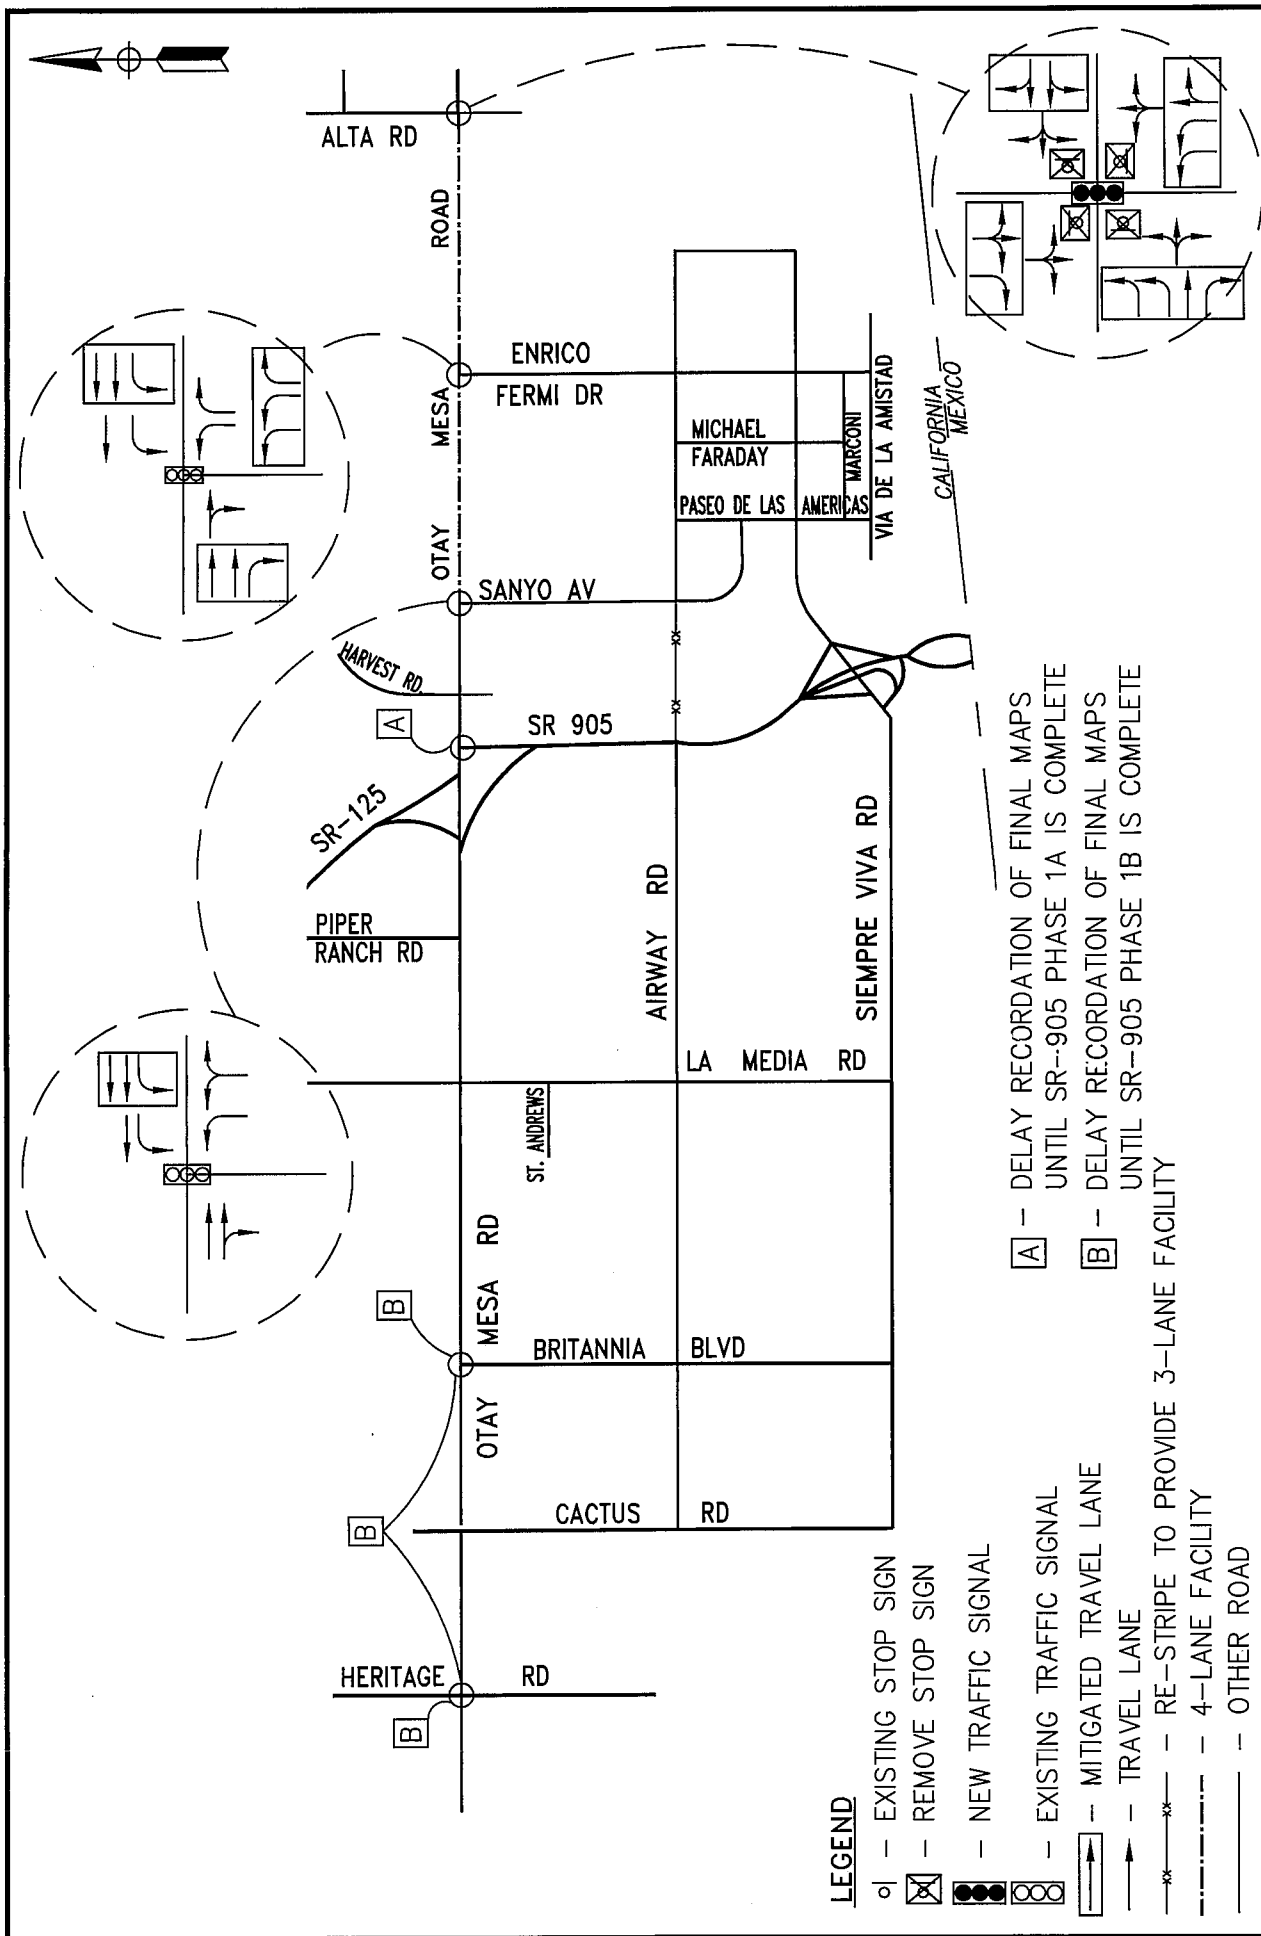 ALTA RD
OTAY
MESA
ROAD
ENRICO
FERMI DR
MICHAEL
FARADAY
MARCONI
PASEO DE LAS AMERICAS
VIA DE LA AMISTAD
CALIFORNIA
MEXICO
SANYO AV
HARVEST RD.
A
SR 905
SR-125
PIPER
RANCH RD
AIRWAY RD
SIEMPRE VIVA RD
LA MEDIA RD
ST. ANDREWS
OTAY MESA RD
B
BRITANNIA BLVD
B
CACTUS RD
HERITAGE RD
B
A - DELAY RECORDATION OF FINAL MAPS
UNTIL SR-905 PHASE 1A IS COMPLETE
B - DELAY RECORDATION OF FINAL MAPS
UNTIL SR-905 PHASE 1B IS COMPLETE
LEGEND
- EXISTING STOP SIGN
- REMOVE STOP SIGN
- NEW TRAFFIC SIGNAL
- EXISTING TRAFFIC SIGNAL
- MITIGATED TRAVEL LANE
- TRAVEL LANE
- RE-STRIPE TO PROVIDE 3-LANE FACILITY
- 4-LANE FACILITY
- OTHER ROAD